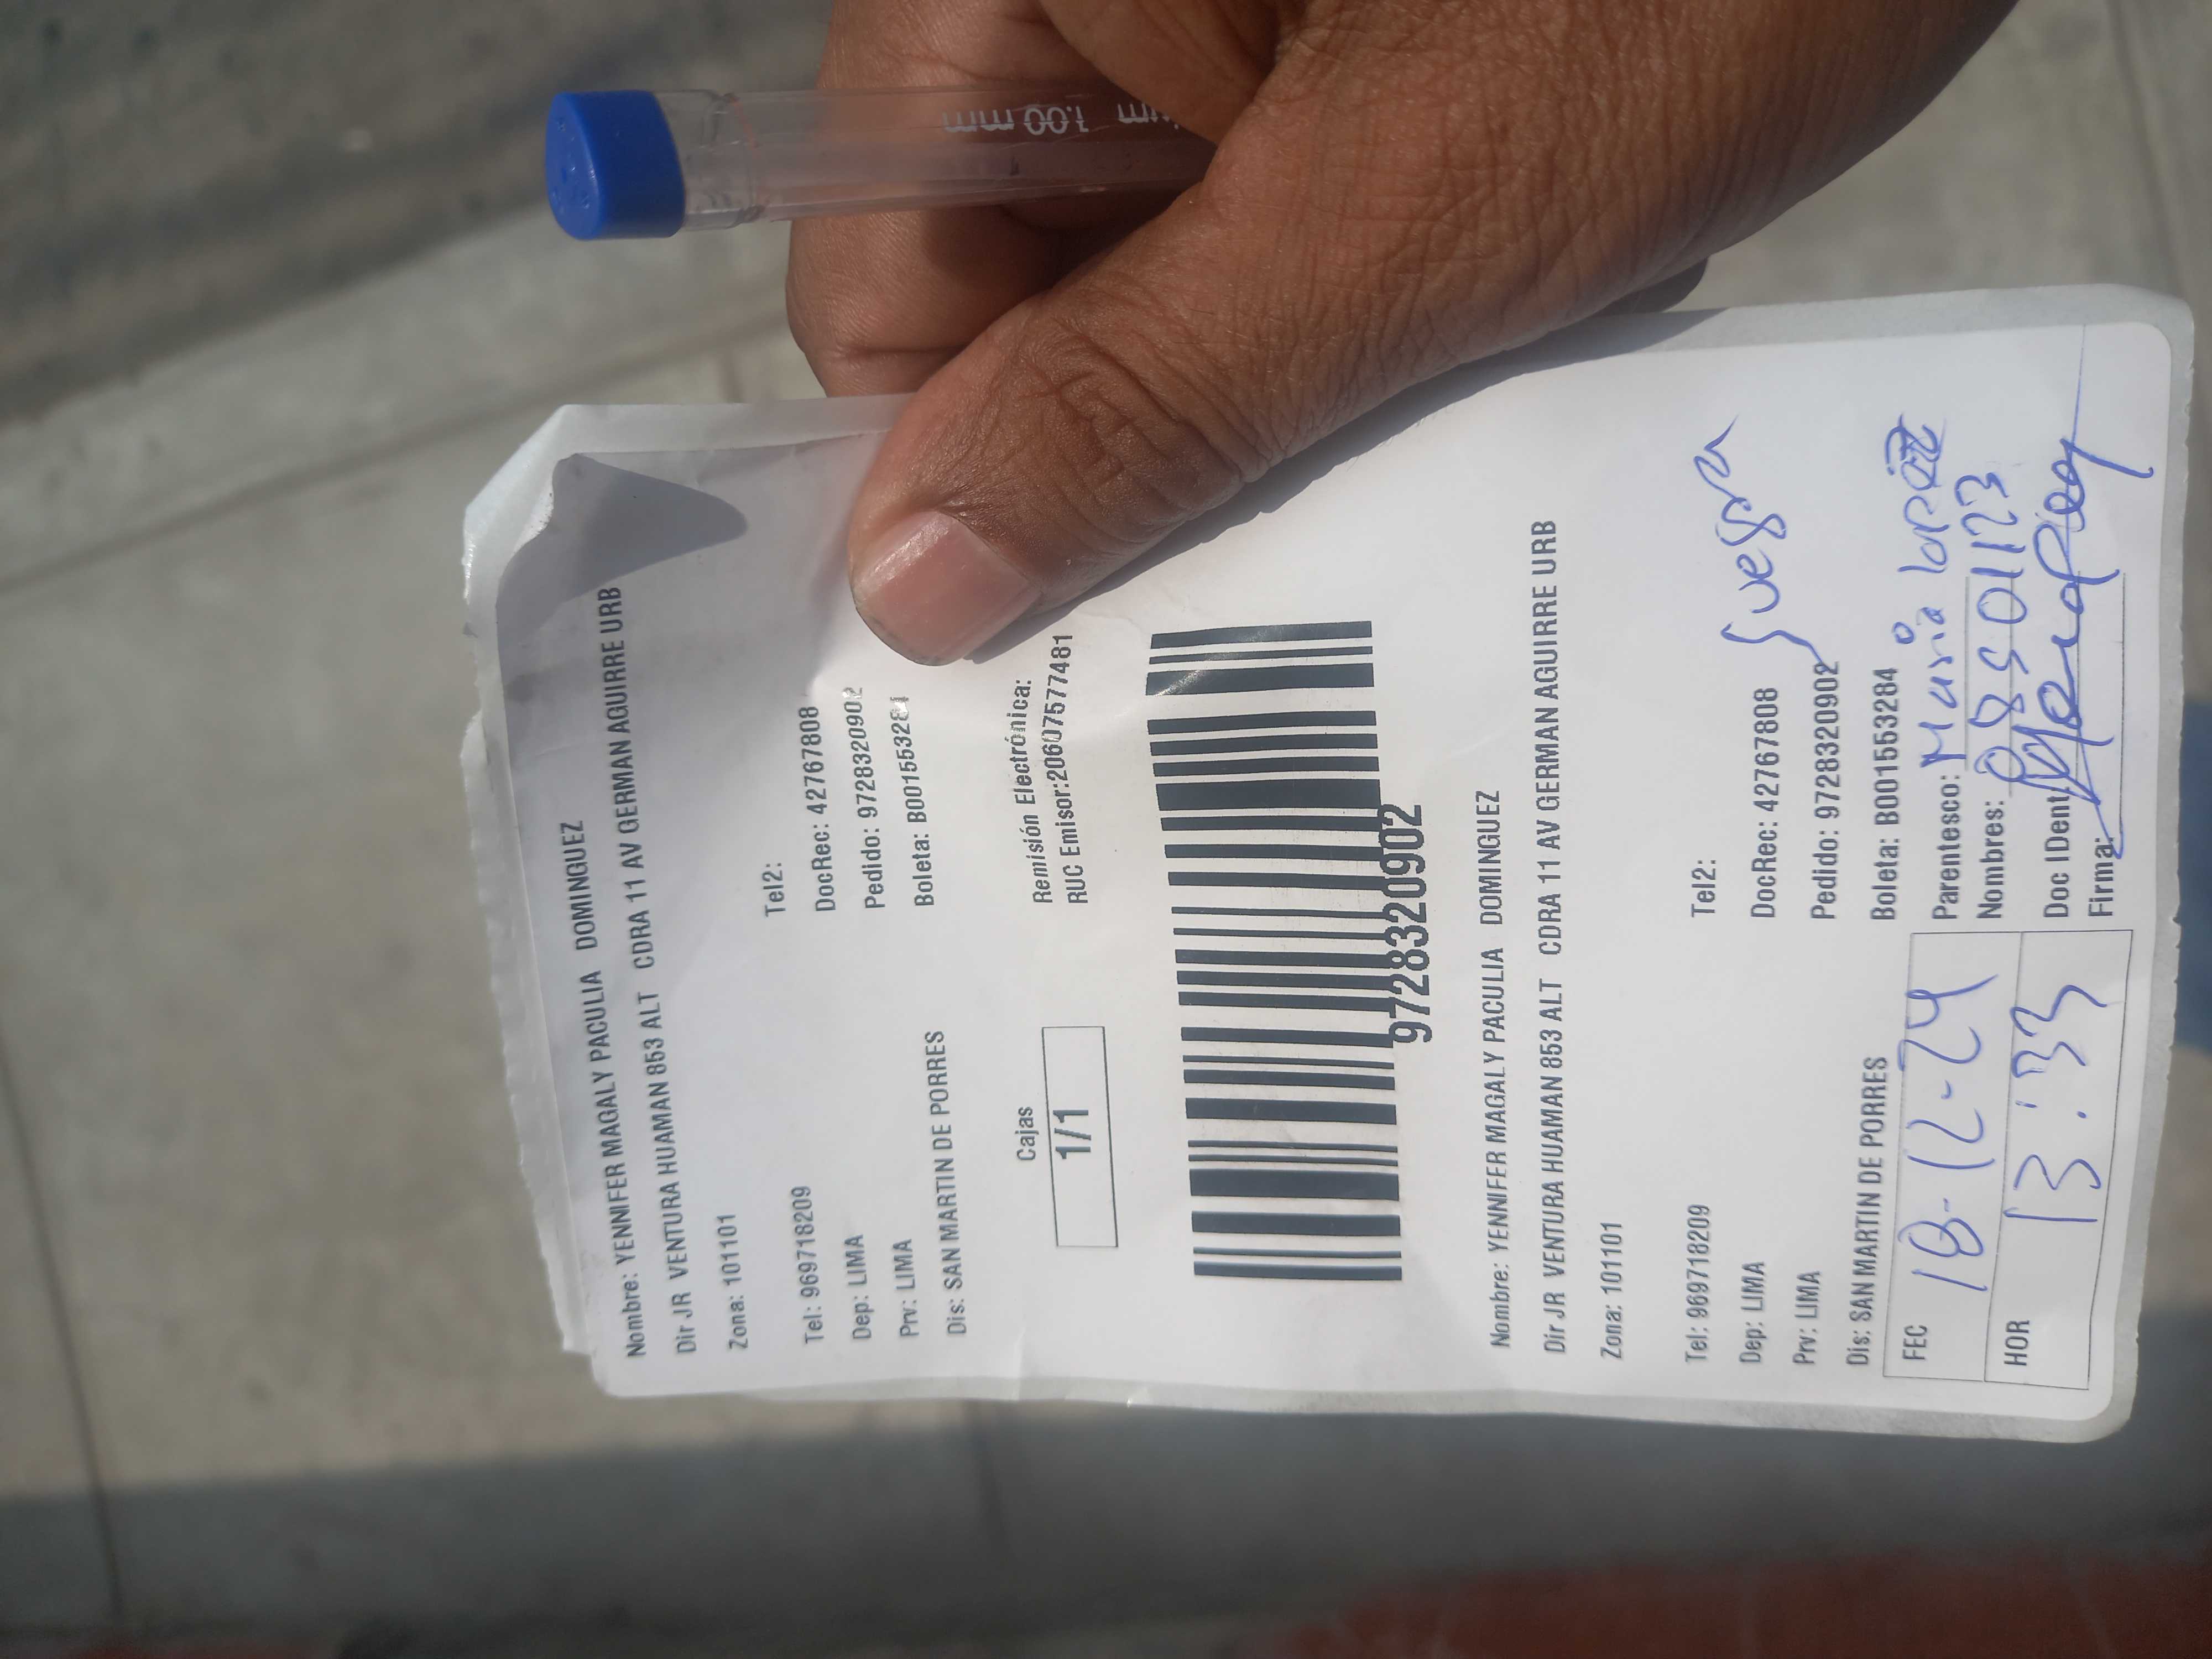 1.00 mm
Nombre: YENNIFER MAGALY PACULIA DOMINGUEZ
Dir JR VENTURA HUAMAN 853 ALT CDRA 11 AV GERMAN AGUIRRE URB
Zona: 101101
Tel: 969718209 Tel2:
Dep: LIMA DocRec: 42767808
Prv: LIMA Pedido: 9728320902
Dis: SAN MARTIN DE PORRES Boleta: B001553284
Cajas Remisión Electrónica:
1/1 RUC Emisor:20607577481
9728320902
Nombre: YENNIFER MAGALY PACULIA DOMINGUEZ
Dir JR VENTURA HUAMAN 853 ALT CDRA 11 AV GERMAN AGUIRRE URB
Zona: 101101
Tel: 969718209 Tel2: Suegra
Dep: LIMA DocRec: 42767808
Prv: LIMA Pedido: 9728320902
Dis: SAN MARTIN DE PORRES Boleta: B001553284
FEC 18-12-24 Parentesco: Maria
Nombres:
HOR 13:33 Doc IDent
Firma: